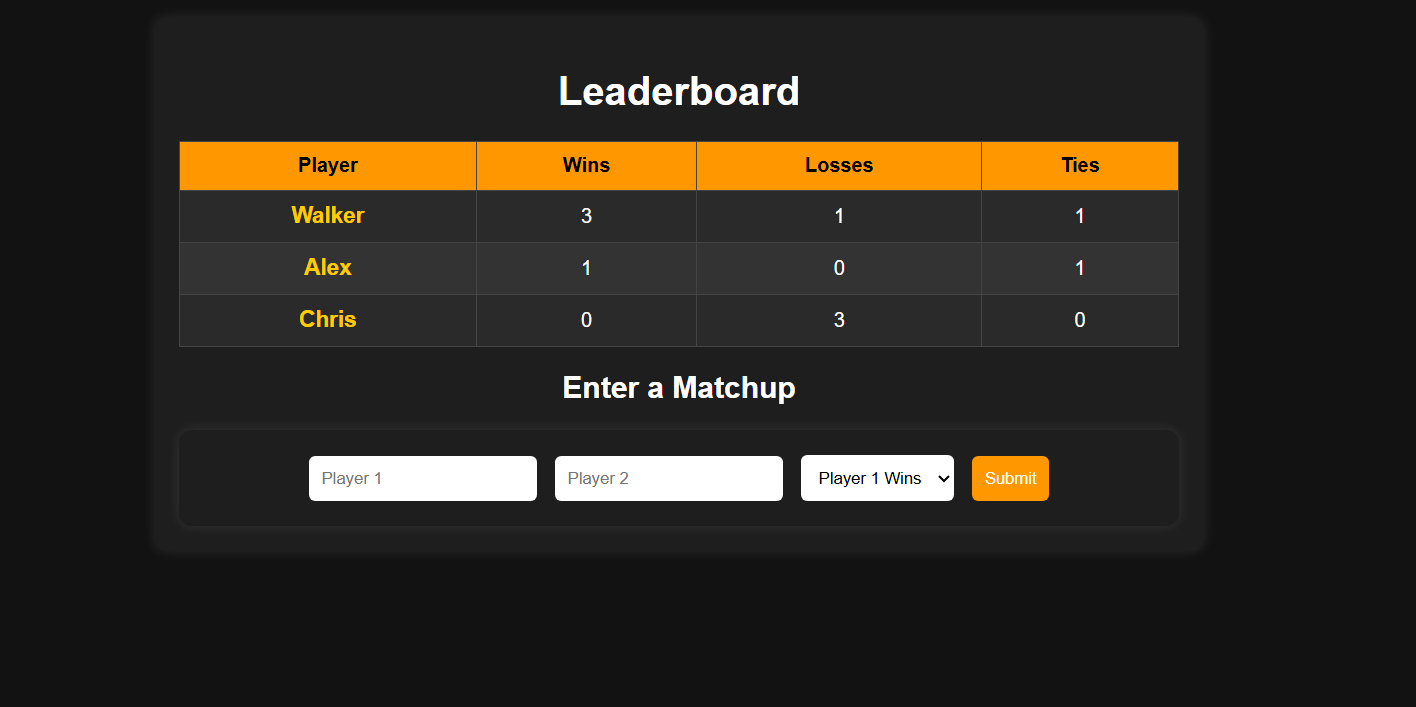 Leaderboard
Player Wins Losses Ties
Walker 3 1 1
Alex 1 0 1
Chris 0 3 0
Enter a Matchup
Player 1 Player 2 Player 1 Wins Submit